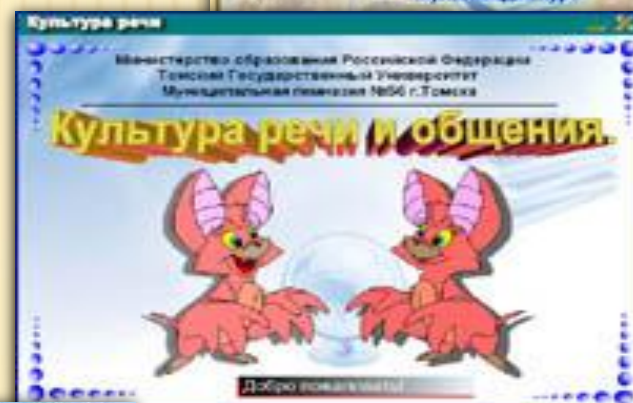 Культура речи
Министерство образования Российской Федерации
Томский Государственный Университет
Муниципальная гимназия №56 г.Томска
Культура речи и общения.
Добро пожаловать!